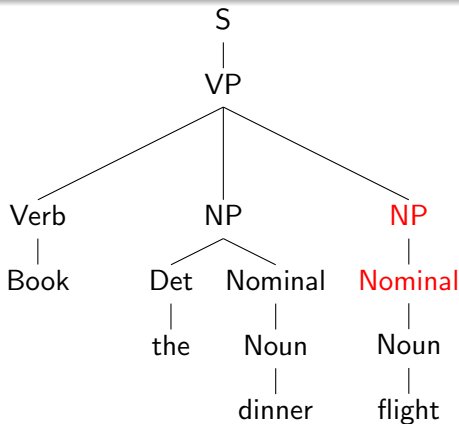 S
VP
Verb NP NP
Book Det Nominal Nominal
the Noun Noun
dinner flight